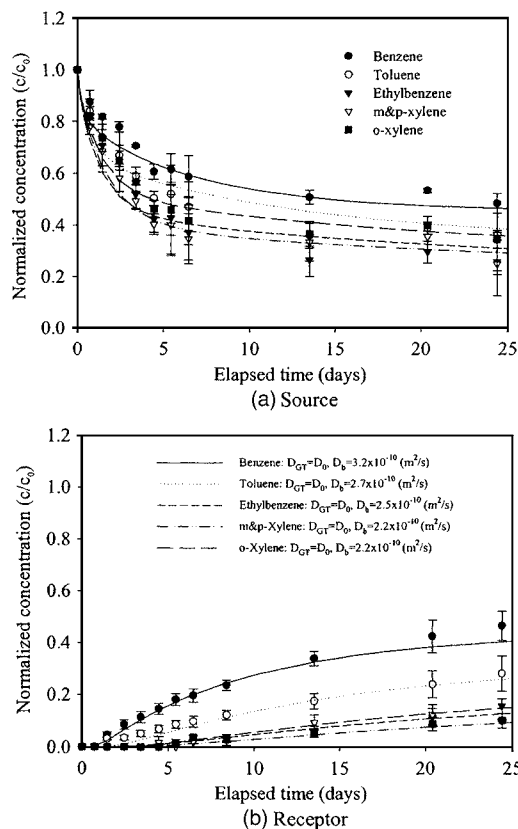 1.2
1.0
0.8
0.6
0.4
0.2
0.0
Normalized concentration (c/c₀)
Benzene
Toluene
Ethylbenzene
m&p-xylene
o-xylene
0 5 10 15 20 25
Elapsed time (days)
(a) Source
1.2
1.0
0.8
0.6
0.4
0.2
0.0
Normalized concentration (c/c₀)
Benzene: D_GT=D₀, D_b=3.2x10⁻¹⁰ (m²/s)
Toluene: D_GT=D₀, D_b=2.7x10⁻¹⁰ (m²/s)
Ethylbenzene: D_GT=D₀, D_b=2.5x10⁻¹⁰ (m²/s)
m&p-Xylene: D_GT=D₀, D_b=2.2x10⁻¹⁰ (m²/s)
o-Xylene: D_GT=D₀, D_b=2.2x10⁻¹⁰ (m²/s)
0 5 10 15 20 25
Elapsed time (days)
(b) Receptor